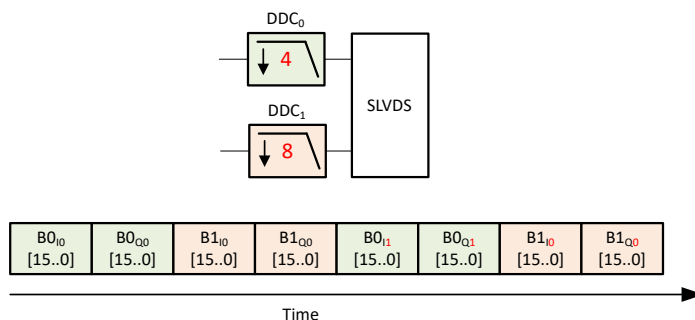 DDC0
4
SLVDS
DDC1
8
B0I0 B0Q0 B1I0 B1Q0 B0I1 B0Q1 B1I0 B1Q0
[15..0] [15..0] [15..0] [15..0] [15..0] [15..0] [15..0] [15..0]
Time